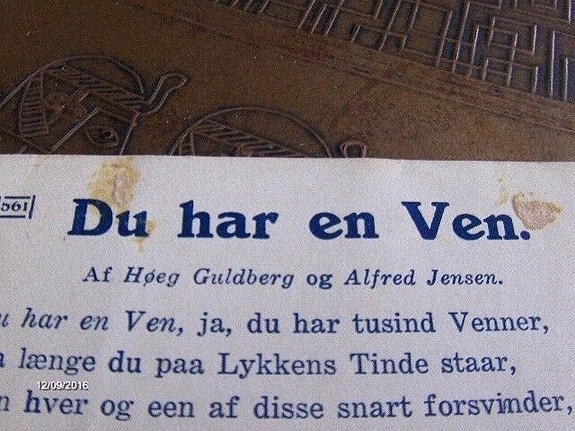 561
Du har en Ven.
Af Høeg Guldberg og Alfred Jensen.
har en Ven, ja, du har tusind Venner,
længe du paa Lykkens Tinde staar,
hver og een af disse snart forsvinder,
12/09/2016